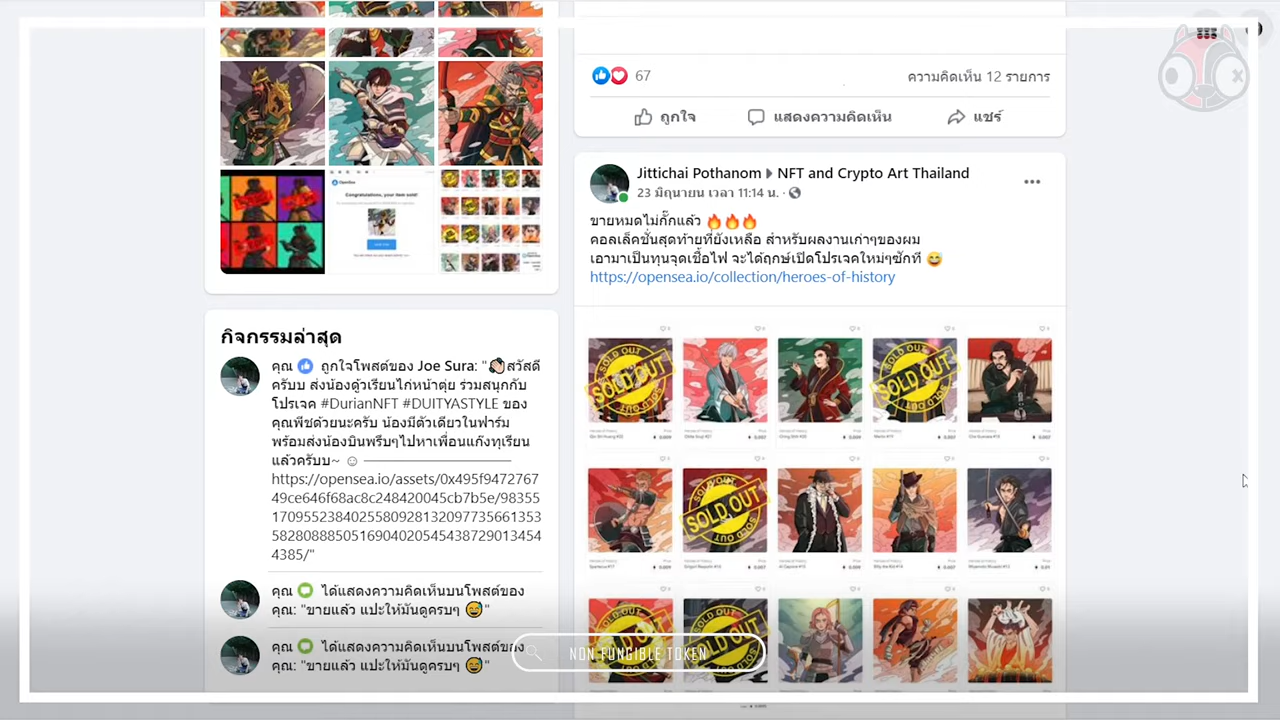 OpenSea
Congratulations, your item sold!
กิจกรรมล่าสุด
คุณ ถูกใจโพสต์ของ Joe Sura: "👋🏻สวัสดี
ครับบ ส่งน้องตู้วเรียนไก่หน้าตุ่ย ร่วมสนุกกับ
โปรเจค #DurianNFT #DUITYASTYLE ของ
คุณพีชด้วยนะครับ น้องมีตัวเดียวในฟาร์ม
พร้อมส่งน้องบินพรึบๆไปหาเพื่อนแก๊งทุเรียน
แล้วครับบ~ ☺ ————————
https://opensea.io/assets/0x495f9472767
49ce646f68ac8c248420045cb7b5e/98355
17095523840255809281320977356613 53
58280888505169040205454387290134 54
4385/"
คุณ ได้แสดงความคิดเห็นบนโพสต์ของ
คุณ: "ขายแล้ว แปะให้มันดูครบๆ 😅"
คุณ ได้แสดงความคิดเห็นบนโพสต์ของ
คุณ: "ขายแล้ว แปะให้มันดูครบๆ 😅"
67
ความคิดเห็น 12 รายการ
ถูกใจ
แสดงความคิดเห็น
แชร์
Jittichai Pothanom ▶ NFT and Crypto Art Thailand
23 มิถุนายน เวลา 11:14 น. ·
ขายหมดไม่กั๊กแล้ว 🔥🔥🔥
คอลเล็คชั่นสุดท้ายที่ยังเหลือ สำหรับผลงานเก่าๆของผม
เอามาเป็นทุนจุดเชื้อไฟ จะได้ฤกษ์เปิดโปรเจคใหม่ๆซักที 😅
https://opensea.io/collection/heroes-of-history
SOLD OUT
SOLD OUT
SOLD OUT
SOLD OUT
SOLD OUT
NON FUNGIBLE TOKEN